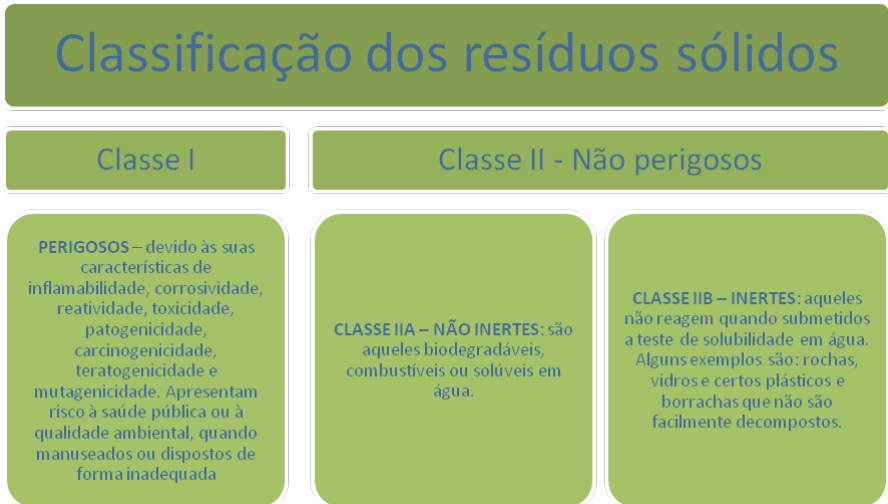 Classificação dos resíduos sólidos
Classe I
Classe II - Não perigosos
PERIGOSOS – devido às suas
características de
inflamabilidade, corrosividade,
reatividade, toxicidade,
patogenicidade,
carcinogenicidade,
teratogenicidade e
mutagenicidade. Apresentam
risco à saúde pública ou à
qualidade ambiental, quando
manuseados ou dispostos de
forma inadequada
CLASSE IIA – NÃO INERTES: são
aqueles biodegradáveis,
combustíveis ou solúveis em
água.
CLASSE IIB – INERTES: aqueles
não reagem quando submetidos
a teste de solubilidade em água.
Alguns exemplos são: rochas,
vidros e certos plásticos e
borrachas que não são
facilmente decompostos.